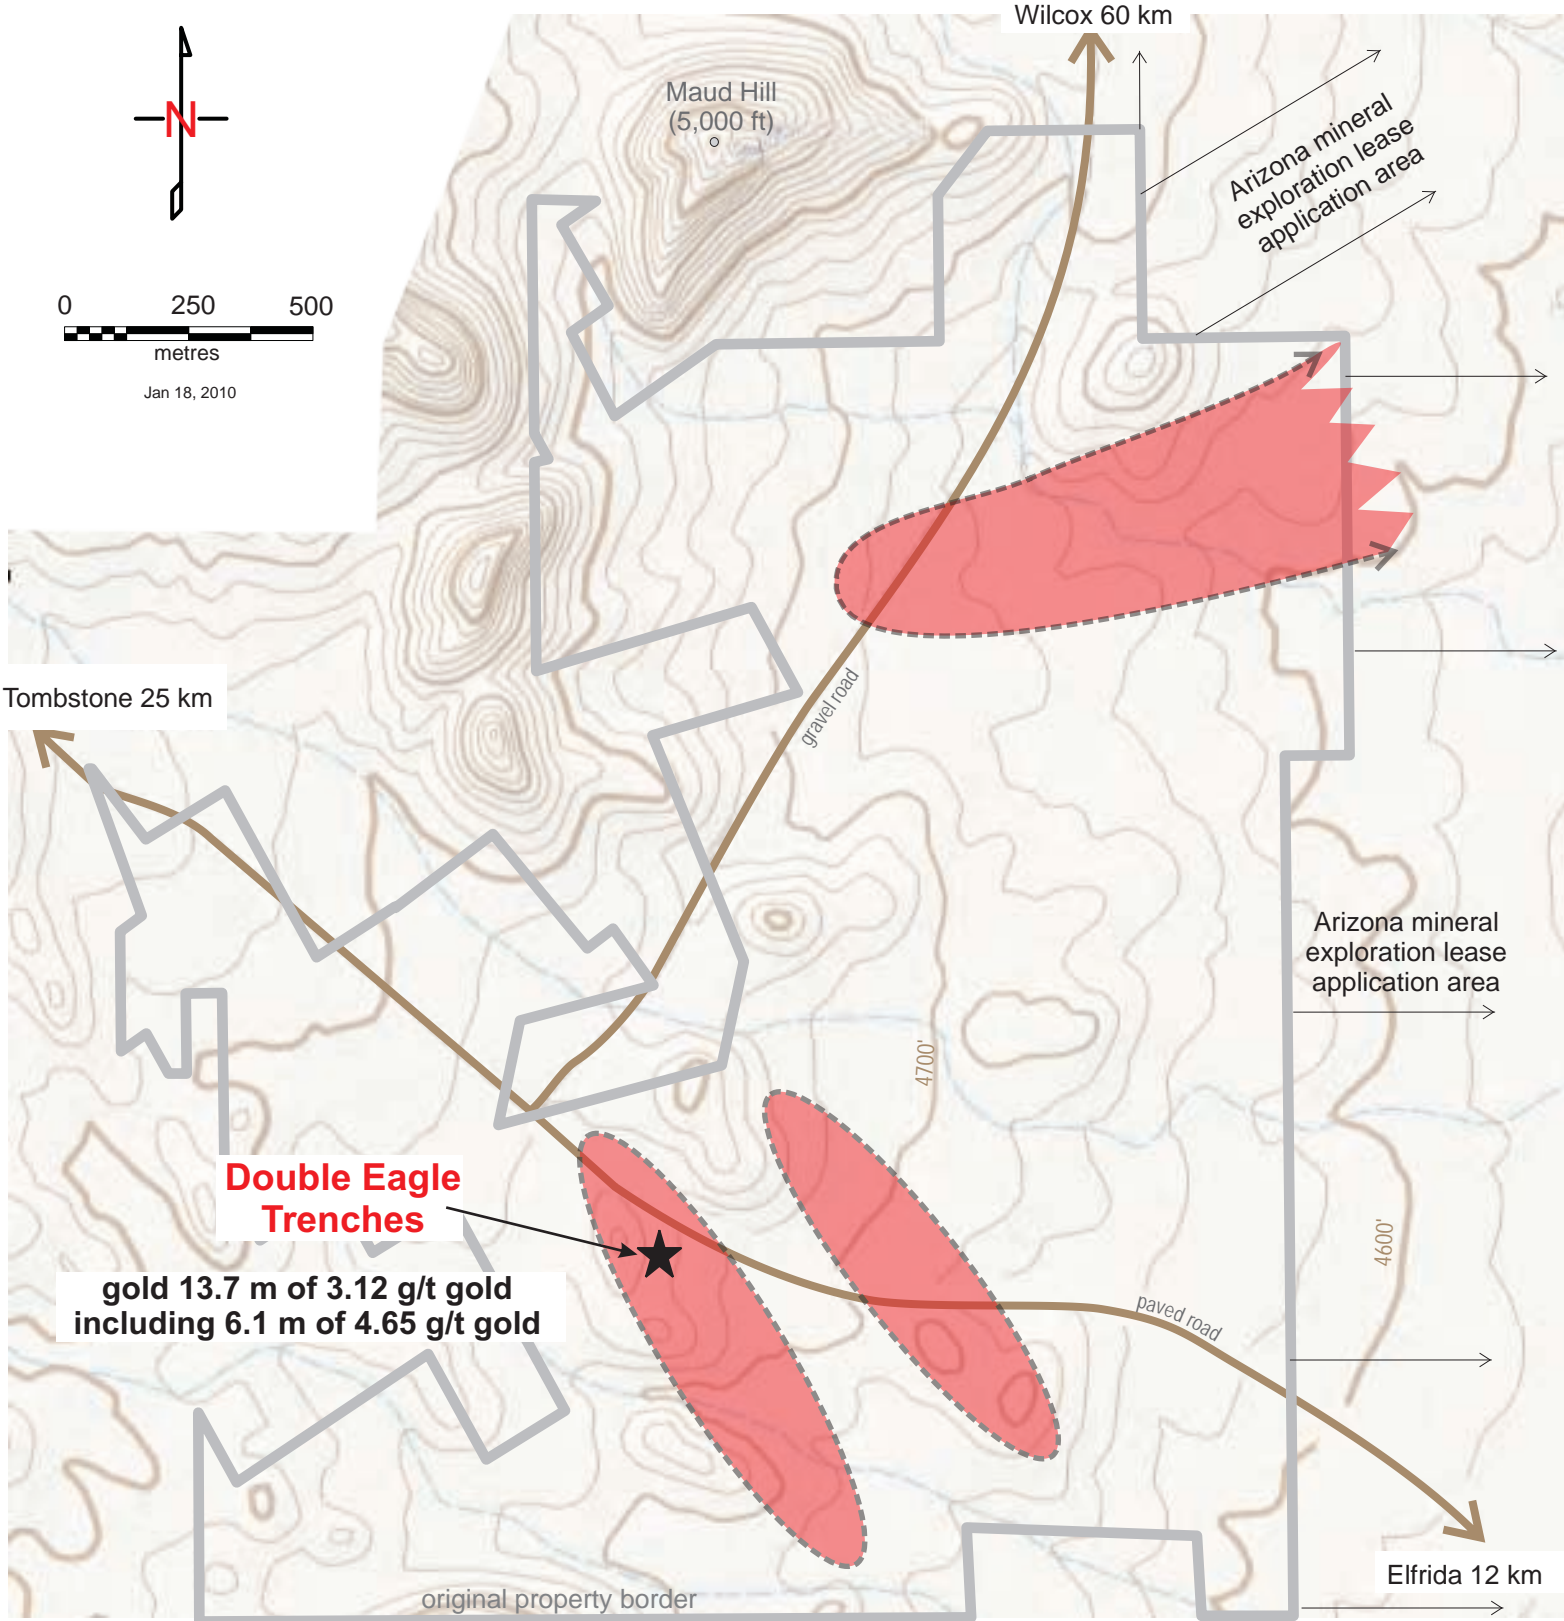 Wilcox 60 km
Maud Hill
(5,000 ft)
N
Arizona mineral
exploration lease
application area
0 250 500
metres
Jan 18, 2010
gravel road
Tombstone 25 km
Arizona mineral
exploration lease
application area
4700'
Double Eagle
Trenches
4600'
gold 13.7 m of 3.12 g/t gold
including 6.1 m of 4.65 g/t gold
paved road
Elfrida 12 km
original property border